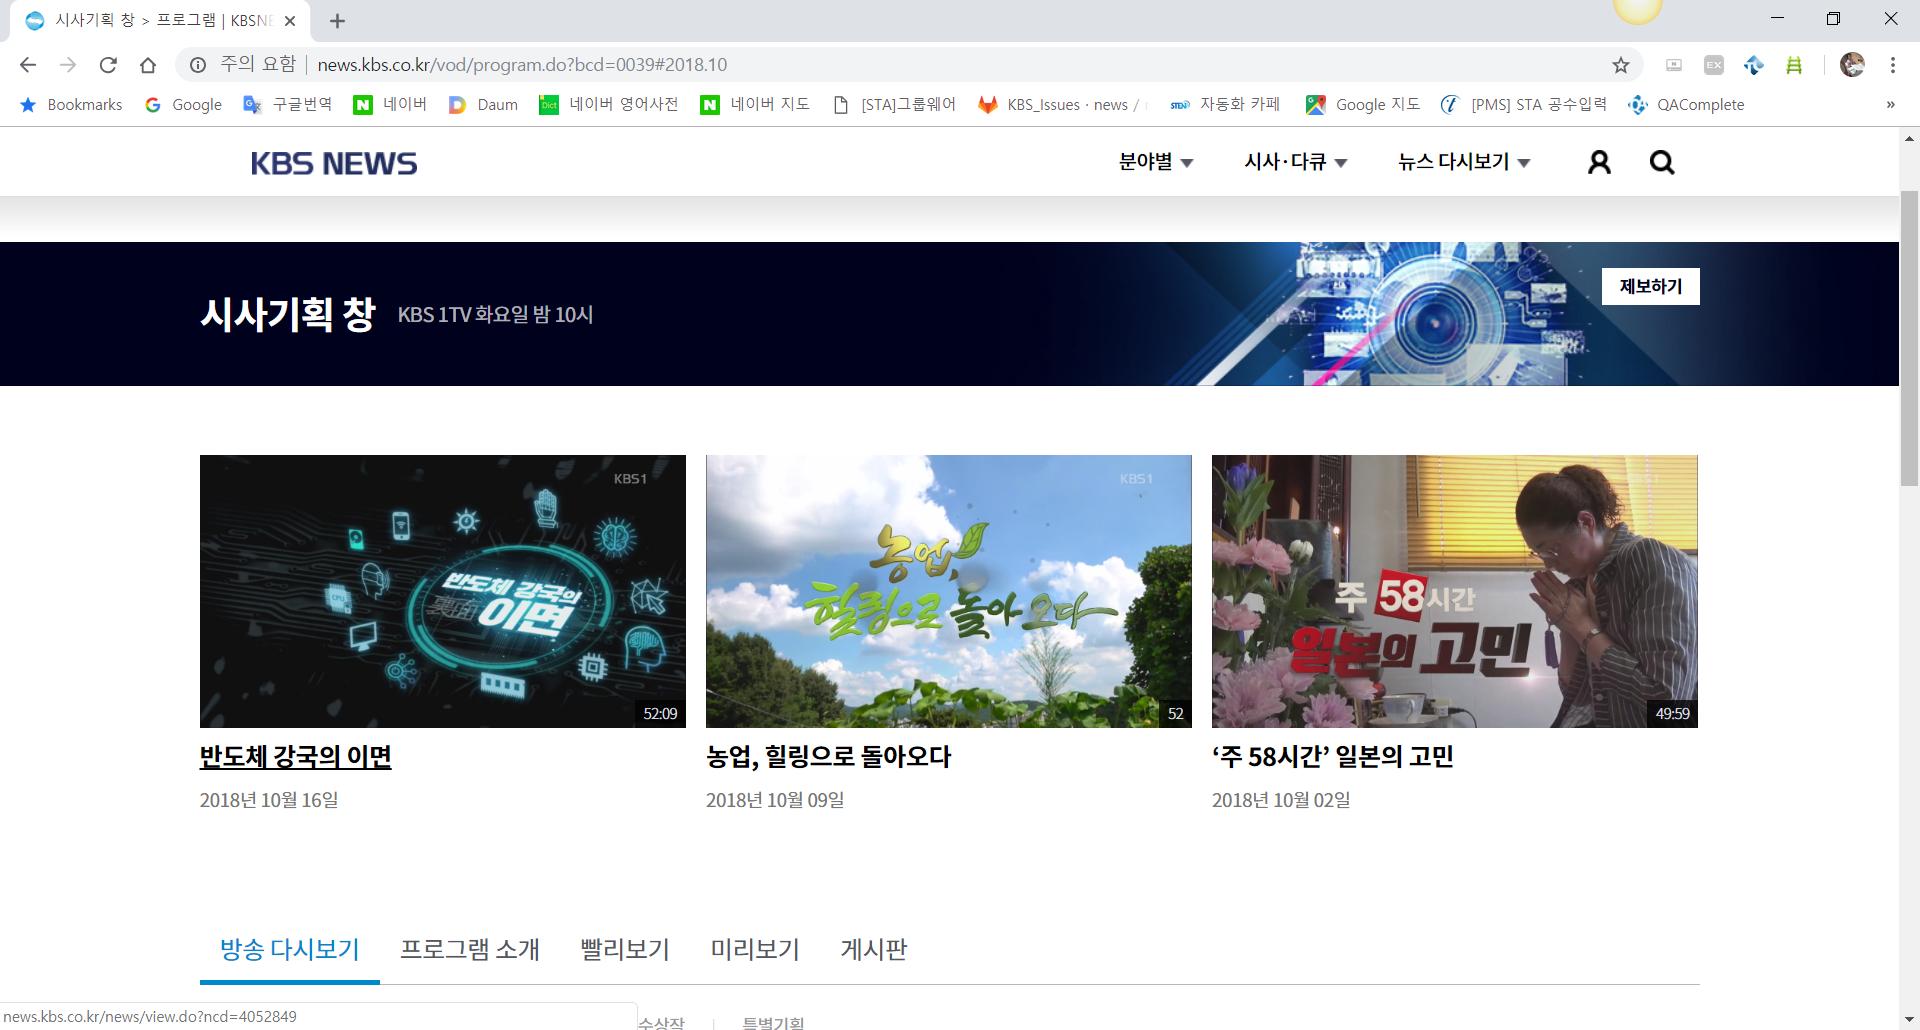 시사기획 창 > 프로그램 | KBSNE
주의 요함 | news.kbs.co.kr/vod/program.do?bcd=0039#2018.10
Bookmarks Google 구글번역 네이버 Daum 네이버 영어사전 네이버 지도 [STA]그룹웨어 KBS_Issues · news / 자동화 카페 Google 지도 [PMS] STA 공수입력 QAComplete »
KBS NEWS 분야별 시사·다큐 뉴스 다시보기
제보하기
시사기획 창 KBS 1TV 화요일 밤 10시
KBS1
반도체 강국의
裏面 이면
CPU
52:09
KBS1
농업,
힐링으로 돌아오다
52
주 58시간
일본의 고민
49:59
반도체 강국의 이면
2018년 10월 16일
농업, 힐링으로 돌아오다
2018년 10월 09일
‘주 58시간’ 일본의 고민
2018년 10월 02일
방송 다시보기 프로그램 소개 빨리보기 미리보기 게시판
수상작 | 특별기획
news.kbs.co.kr/news/view.do?ncd=4052849